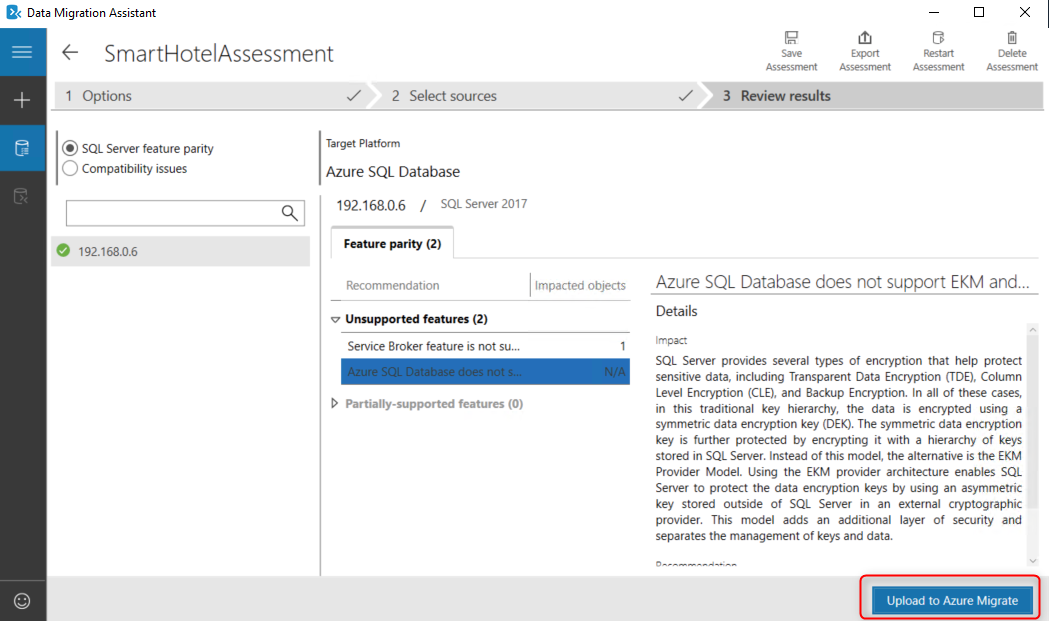 Data Migration Assistant
SmartHotelAssessment
Save Assessment
Export Assessment
Restart Assessment
Delete Assessment
1 Options
2 Select sources
3 Review results
SQL Server feature parity
Compatibility issues
192.168.0.6
Target Platform
Azure SQL Database
192.168.0.6 / SQL Server 2017
Feature parity (2)
Recommendation Impacted objects
Unsupported features (2)
Service Broker feature is not su... 1
Azure SQL Database does not s... N/A
Partially-supported features (0)
Azure SQL Database does not support EKM and...
Details
Impact
SQL Server provides several types of encryption that help protect
sensitive data, including Transparent Data Encryption (TDE), Column
Level Encryption (CLE), and Backup Encryption. In all of these cases,
in this traditional key hierarchy, the data is encrypted using a
symmetric data encryption key (DEK). The symmetric data encryption
key is further protected by encrypting it with a hierarchy of keys
stored in SQL Server. Instead of this model, the alternative is the EKM
Provider Model. Using the EKM provider architecture enables SQL
Server to protect the data encryption keys by using an asymmetric
key stored outside of SQL Server in an external cryptographic
provider. This model adds an additional layer of security and
separates the management of keys and data.
Recommendation
Upload to Azure Migrate